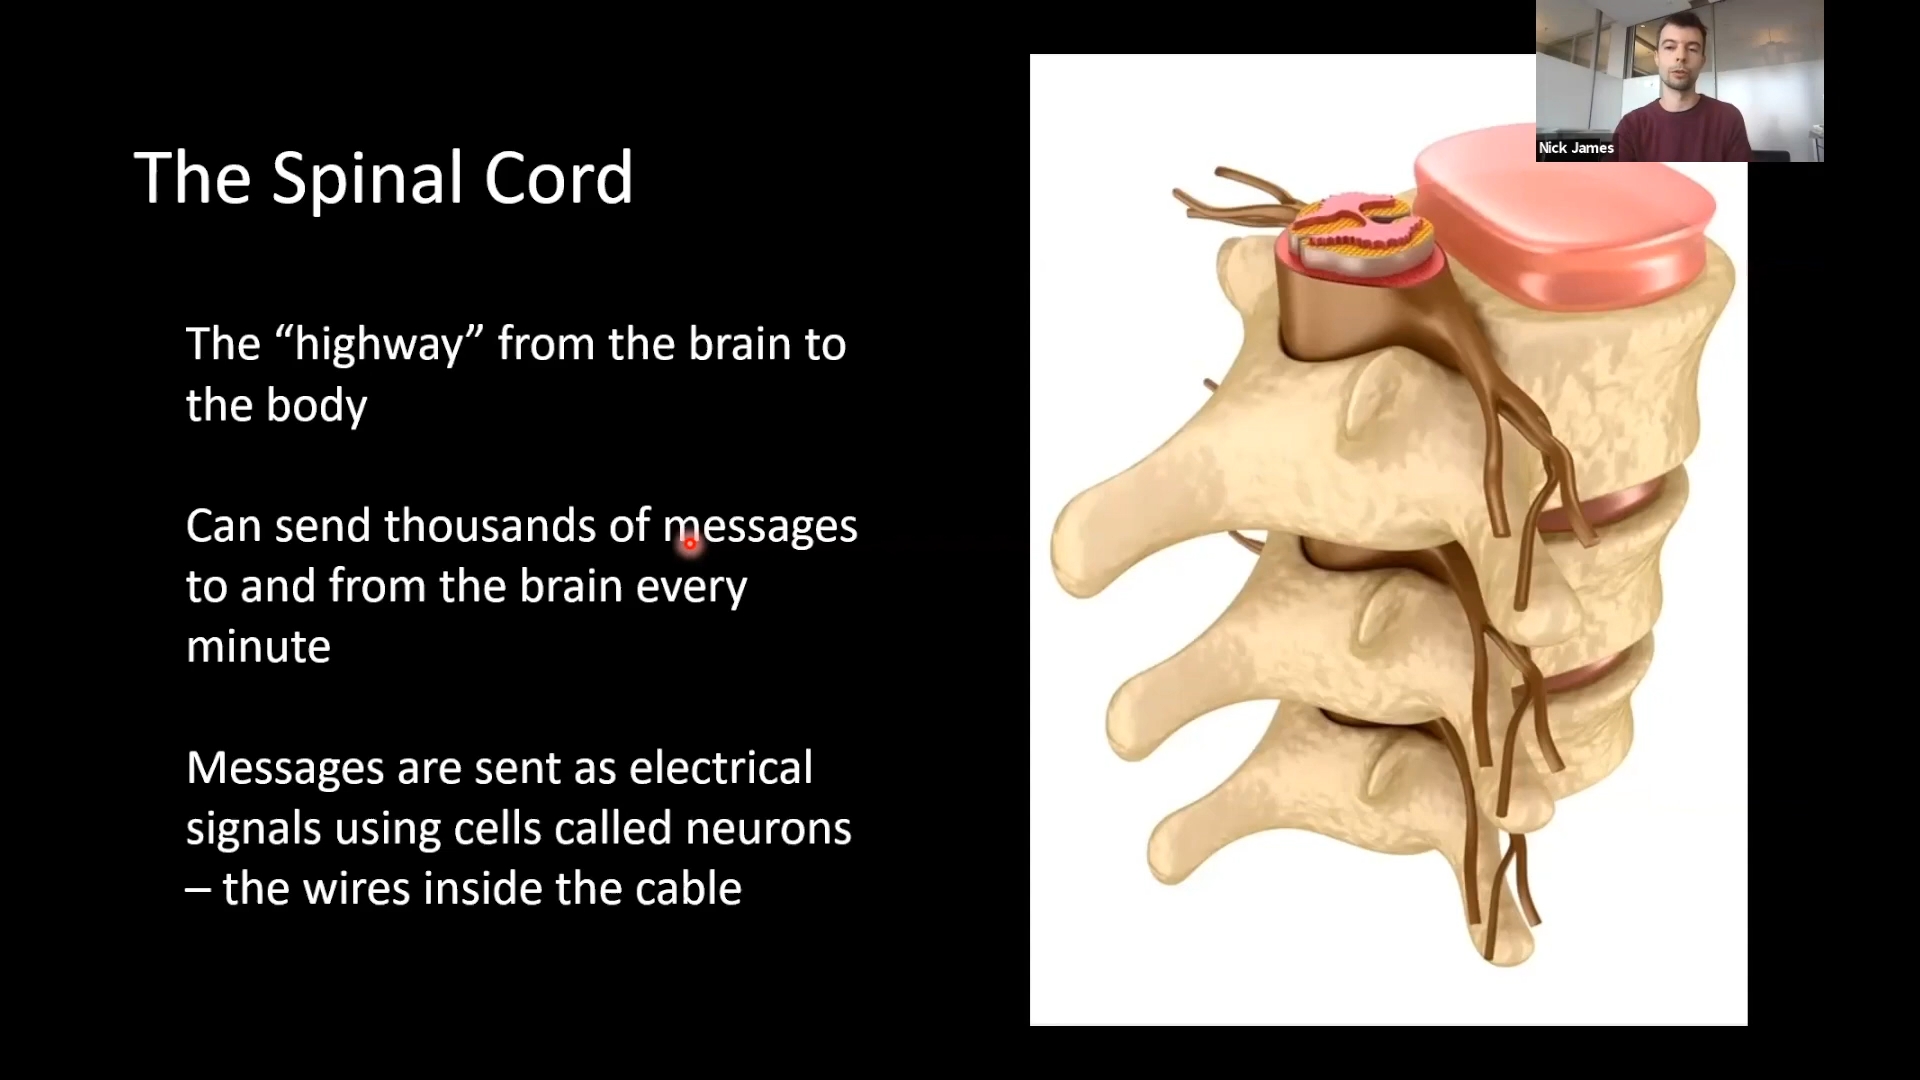 Nick James
The Spinal Cord
The “highway” from the brain to
the body
Can send thousands of messages
to and from the brain every
minute
Messages are sent as electrical
signals using cells called neurons
– the wires inside the cable